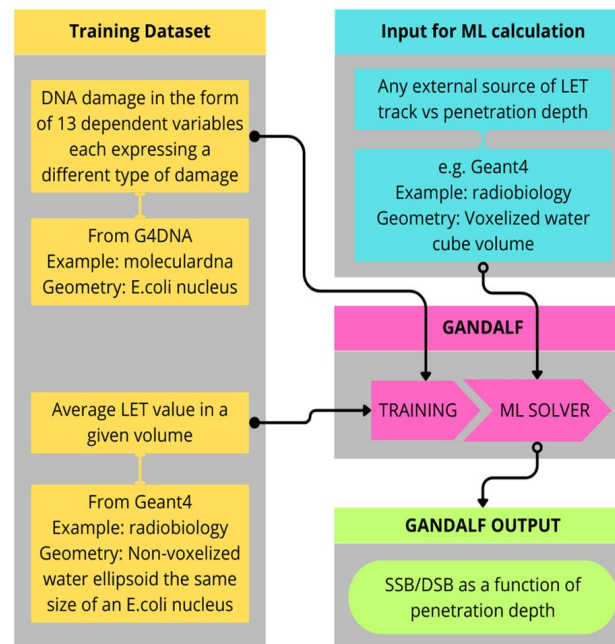 Training Dataset
DNA damage in the form
of 13 dependent variables
each expressing a
different type of damage
From G4DNA
Example: moleculardna
Geometry: E.coli nucleus
Average LET value in a
given volume
From Geant4
Example: radiobiology
Geometry: Non-voxelized
water ellipsoid the same
size of an E.coli nucleus
Input for ML calculation
Any external source of LET
track vs penetration depth
e.g. Geant4
Example: radiobiology
Geometry: Voxelized water
cube volume
GANDALF
TRAINING
ML SOLVER
GANDALF OUTPUT
SSB/DSB as a function of
penetration depth